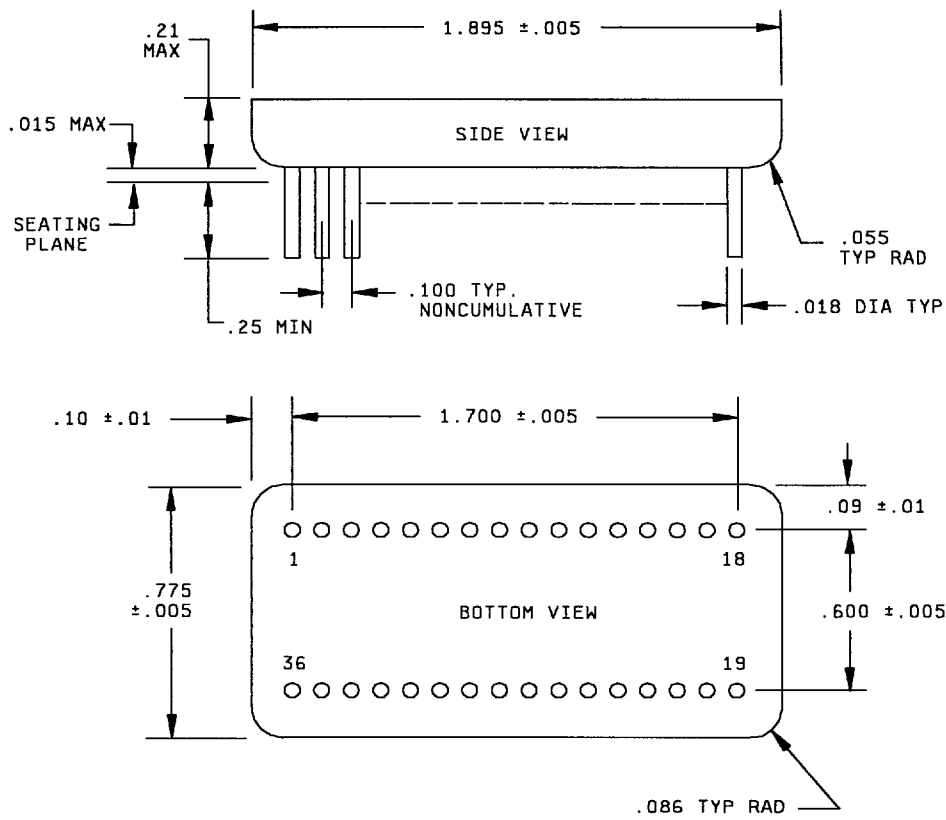 1.895 ±.005
.21
MAX
.015 MAX
SIDE VIEW
SEATING
PLANE
.055
TYP RAD
.100 TYP.
NONCUMULATIVE
.25 MIN
.018 DIA TYP
.10 ±.01
1.700 ±.005
.09 ±.01
1
18
.775
±.005
BOTTOM VIEW
.600 ±.005
36
19
.086 TYP RAD